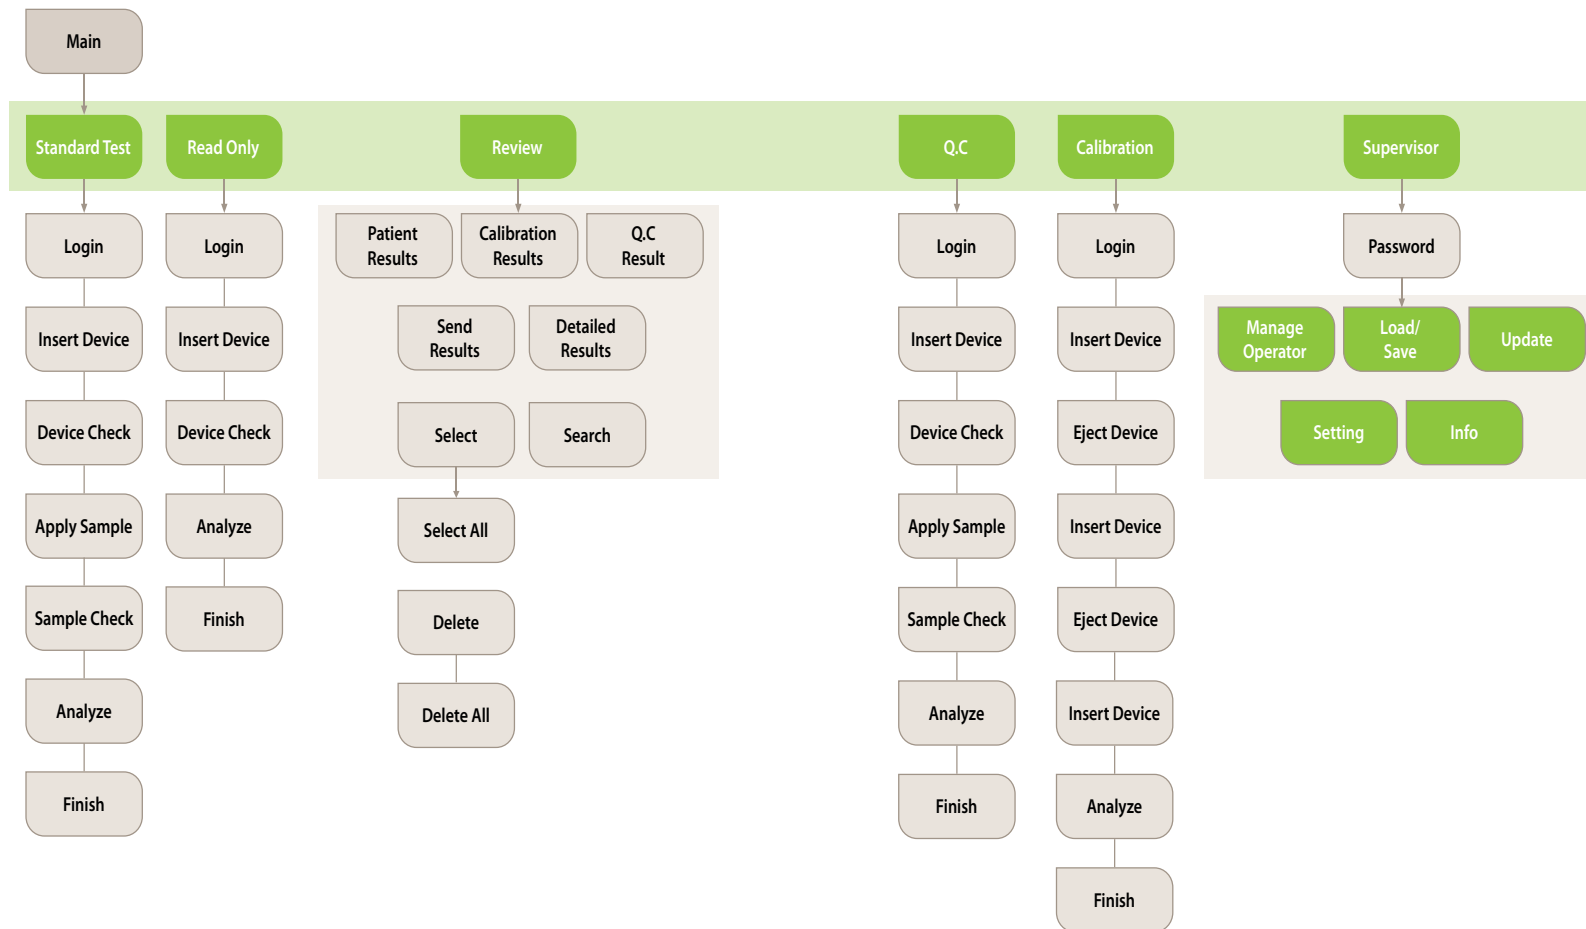 Main
Standard Test
Read Only
Review
Q.C
Calibration
Supervisor
Login
Insert Device
Device Check
Apply Sample
Sample Check
Analyze
Finish
Login
Insert Device
Device Check
Analyze
Finish
Patient
Results
Calibration
Results
Q.C
Result
Send
Results
Detailed
Results
Select
Search
Select All
Delete
Delete All
Login
Insert Device
Device Check
Apply Sample
Sample Check
Analyze
Finish
Login
Insert Device
Eject Device
Insert Device
Eject Device
Insert Device
Analyze
Finish
Password
Manage
Operator
Load/
Save
Update
Setting
Info